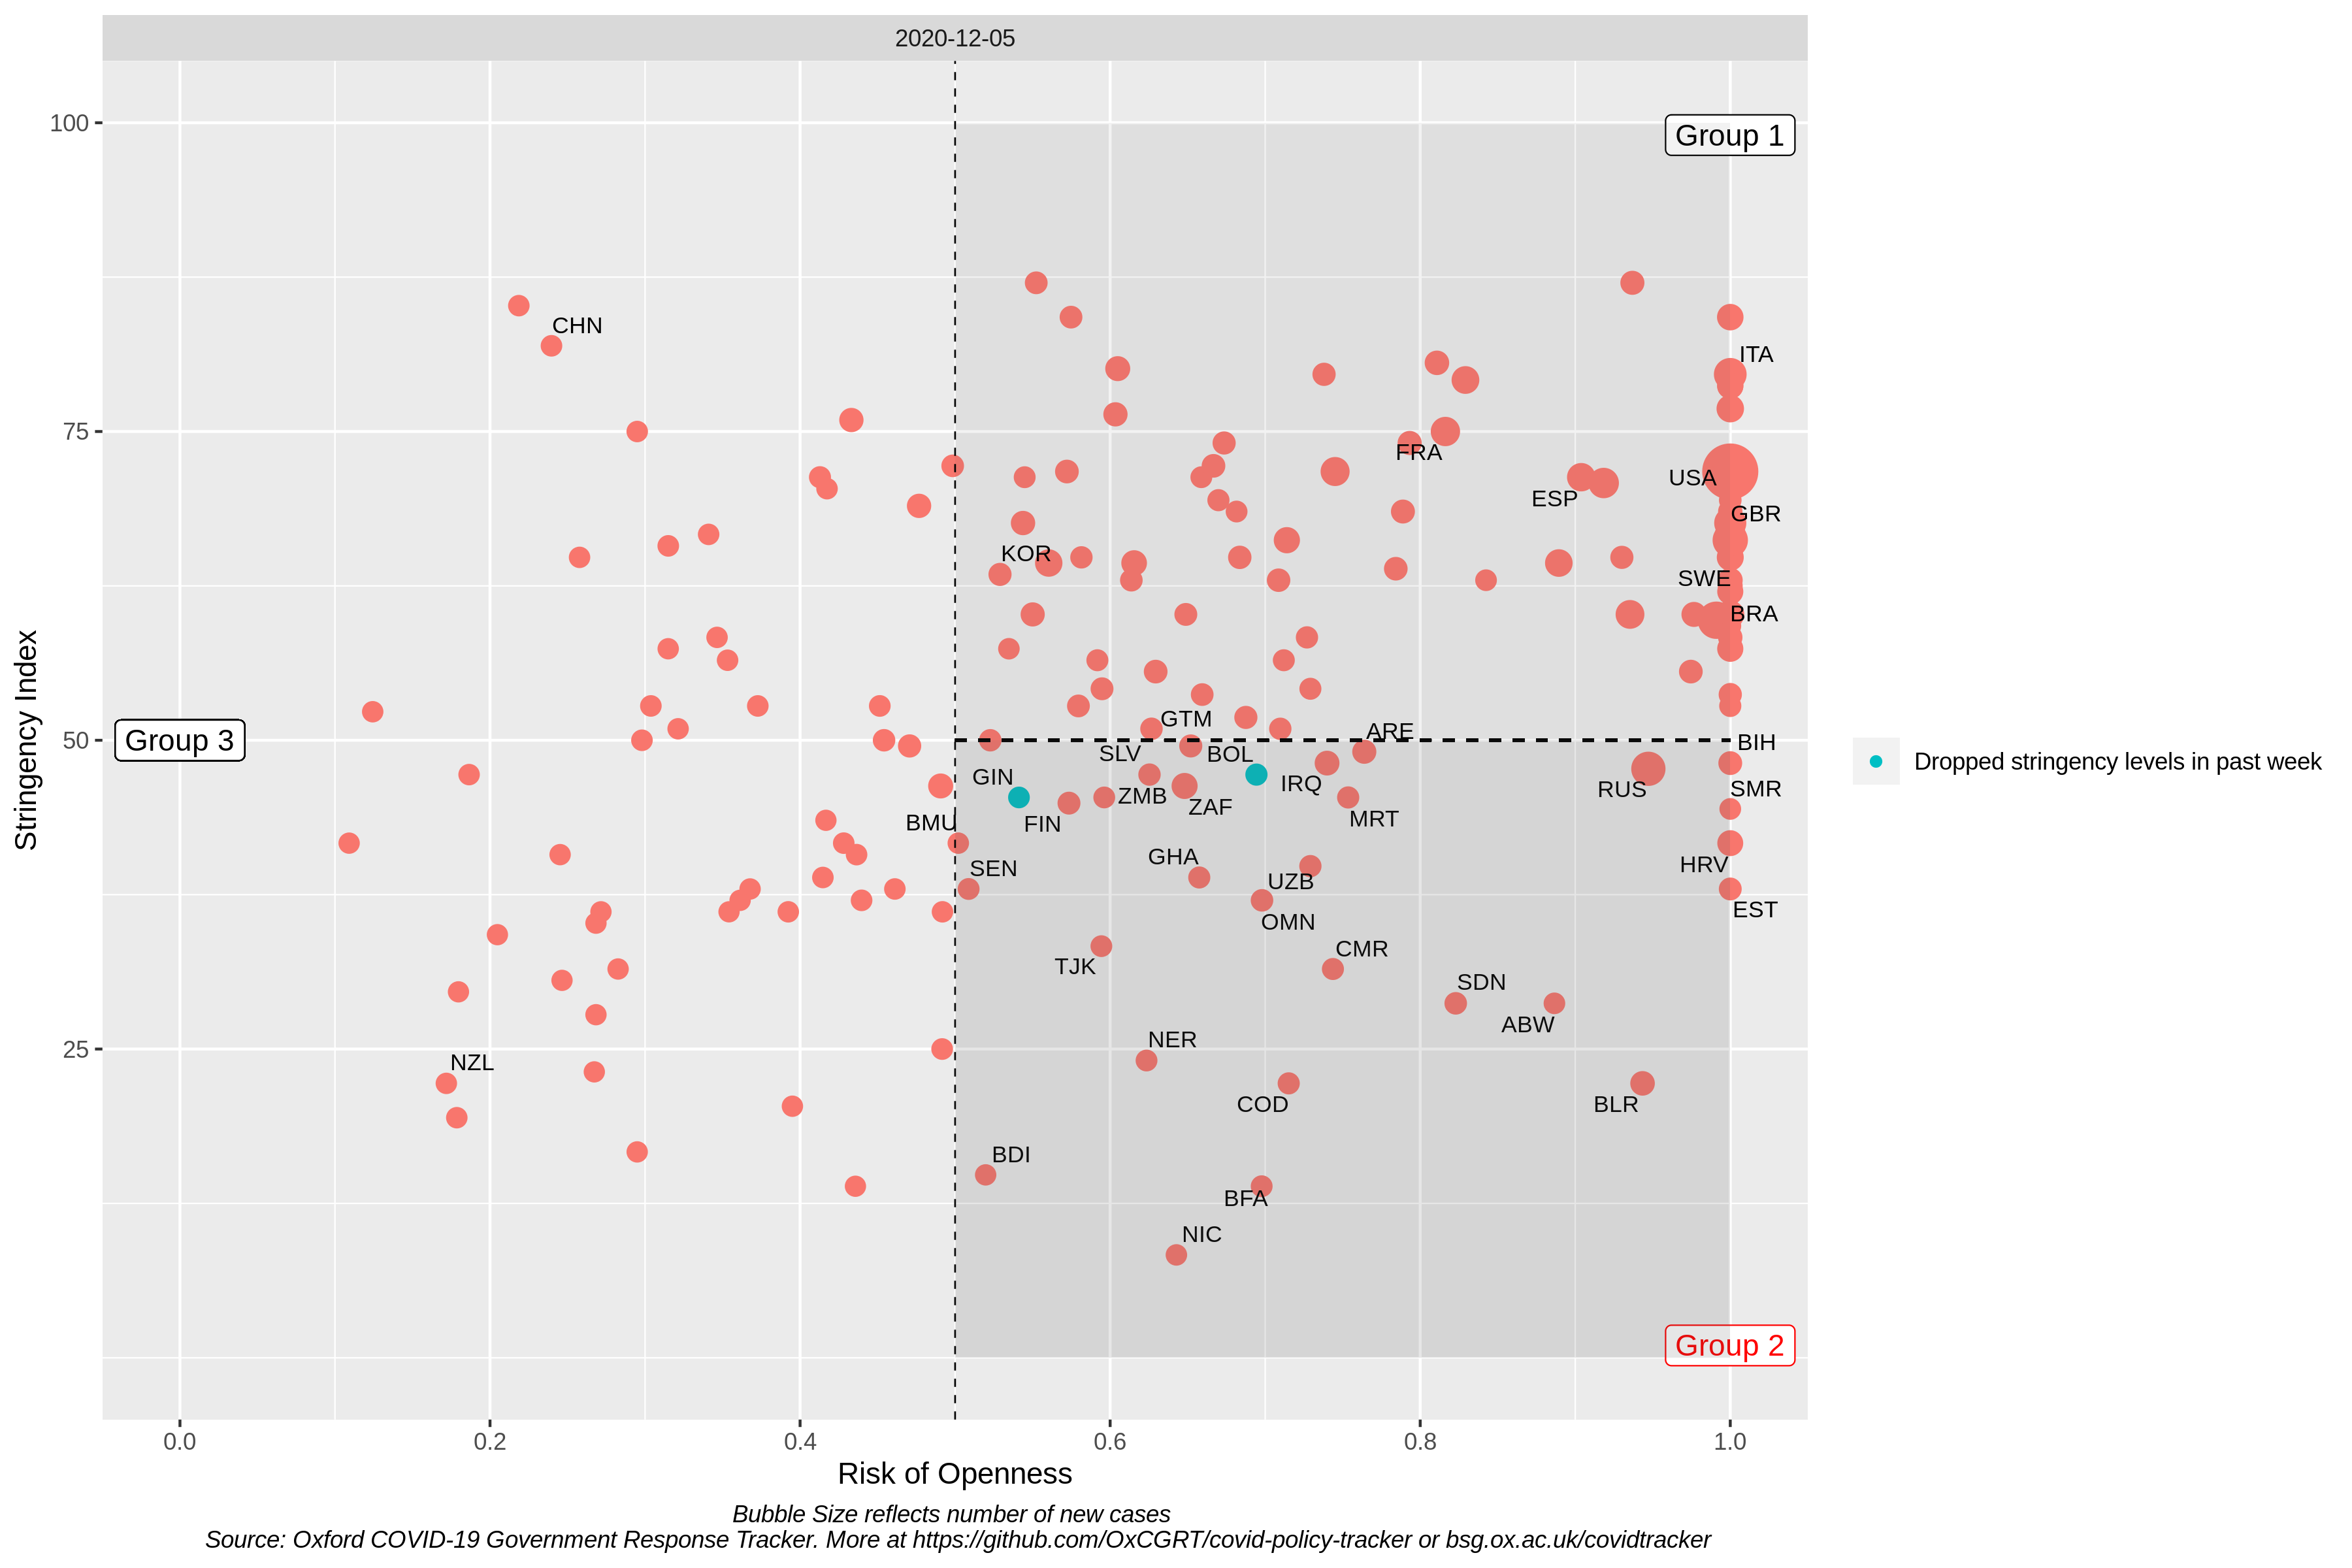 2020-12-05
100
Group 1
CHN
ITA
75
FRA
USA
ESP
GBR
KOR
SWE
BRA
GTM
ARE
50
Group 3
SLV
BOL
BIH
Dropped stringency levels in past week
GIN
IRQ
RUS
SMR
ZMB
ZAF
FIN
MRT
BMU
GHA
SEN
HRV
UZB
EST
OMN
TJK
CMR
SDN
ABW
25
NER
NZL
COD
BLR
BDI
BFA
NIC
Group 2
Stringency Index
0.0
0.2
0.4
0.6
0.8
1.0
Risk of Openness
Bubble Size reflects number of new cases
Source: Oxford COVID-19 Government Response Tracker. More at https://github.com/OxCGRT/covid-policy-tracker or bsg.ox.ac.uk/covidtracker